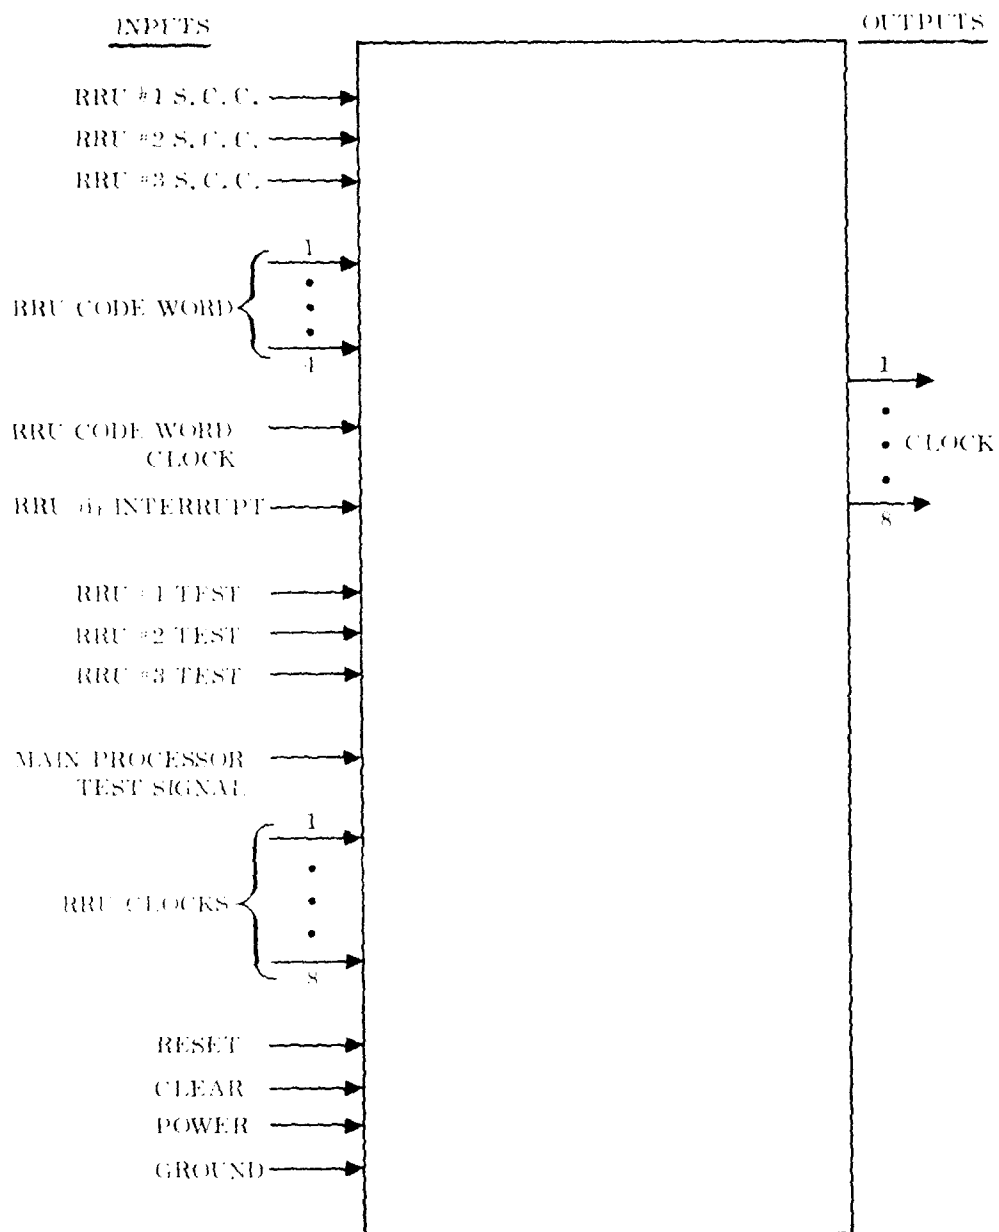 INPUTS
OUTPUTS
RRU #1 S.C.C.
RRU #2 S.C.C.
RRU #3 S.C.C.
1
RRU CODE WORD
4
1
CLOCK
8
RRU CODE WORD
CLOCK
RRU INTERRUPT
RRU #1 TEST
RRU #2 TEST
RRU #3 TEST
MAIN PROCESSOR
TEST SIGNAL
1
RRU CLOCKS
8
RESET
CLEAR
POWER
GROUND